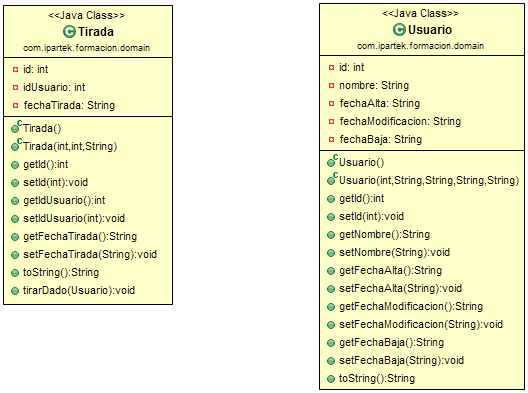 <<Java Class>>
Tirada
com.ipartek.formacion.domain
id: int
idUsuario: int
fechaTirada: String
Tirada()
Tirada(int,int,String)
getId():int
setId(int):void
getIdUsuario():int
setIdUsuario(int):void
getFechaTirada():String
setFechaTirada(String):void
toString():String
tirarDado(Usuario):void
<<Java Class>>
Usuario
com.ipartek.formacion.domain
id: int
nombre: String
fechaAlta: String
fechaModificacion: String
fechaBaja: String
Usuario()
Usuario(int,String,String,String,String)
getId():int
setId(int):void
getNombre():String
setNombre(String):void
getFechaAlta():String
setFechaAlta(String):void
getFechaModificacion():String
setFechaModificacion(String):void
getFechaBaja():String
setFechaBaja(String):void
toString():String